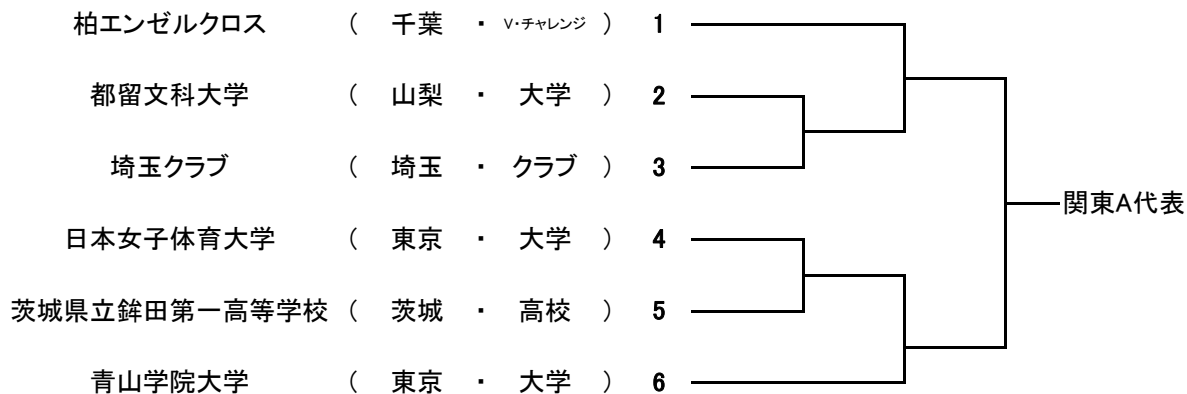 柏エンゼルクロス ( 千葉 ・ V・チャレンジ ) 1
都留文科大学 ( 山梨 ・ 大学 ) 2
埼玉クラブ ( 埼玉 ・ クラブ ) 3
関東A代表
日本女子体育大学 ( 東京 ・ 大学 ) 4
茨城県立鉾田第一高等学校 ( 茨城 ・ 高校 ) 5
青山学院大学 ( 東京 ・ 大学 ) 6